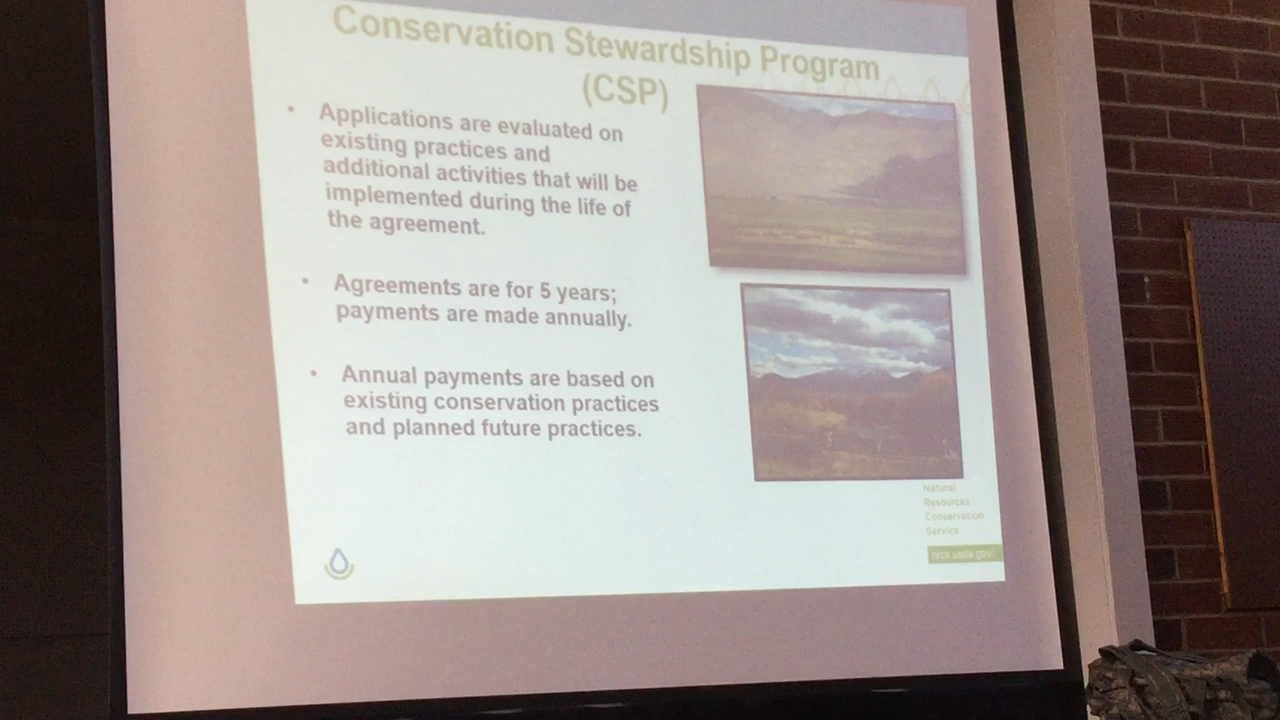 Conservation Stewardship Program
(CSP)
• Applications are evaluated on
existing practices and
additional activities that will be
implemented during the life of
the agreement.
• Agreements are for 5 years;
payments are made annually.
• Annual payments are based on
existing conservation practices
and planned future practices.
Natural
Resources
Conservation
Service
nrcs.usda.gov/